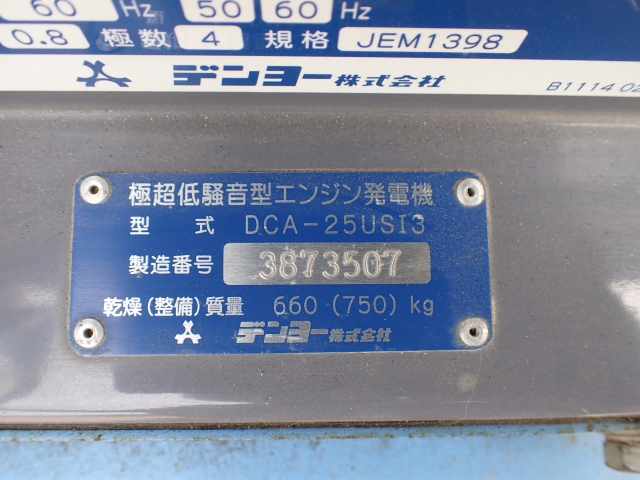 60 Hz 50 60 Hz
0.8 極数 4 規格 JEM1398
デンヨー株式会社 B1114 02
極超低騒音型エンジン発電機
型式 DCA-25USI3
製造番号 3873507
乾燥(整備)質量 660 (750) kg
デンヨー株式会社